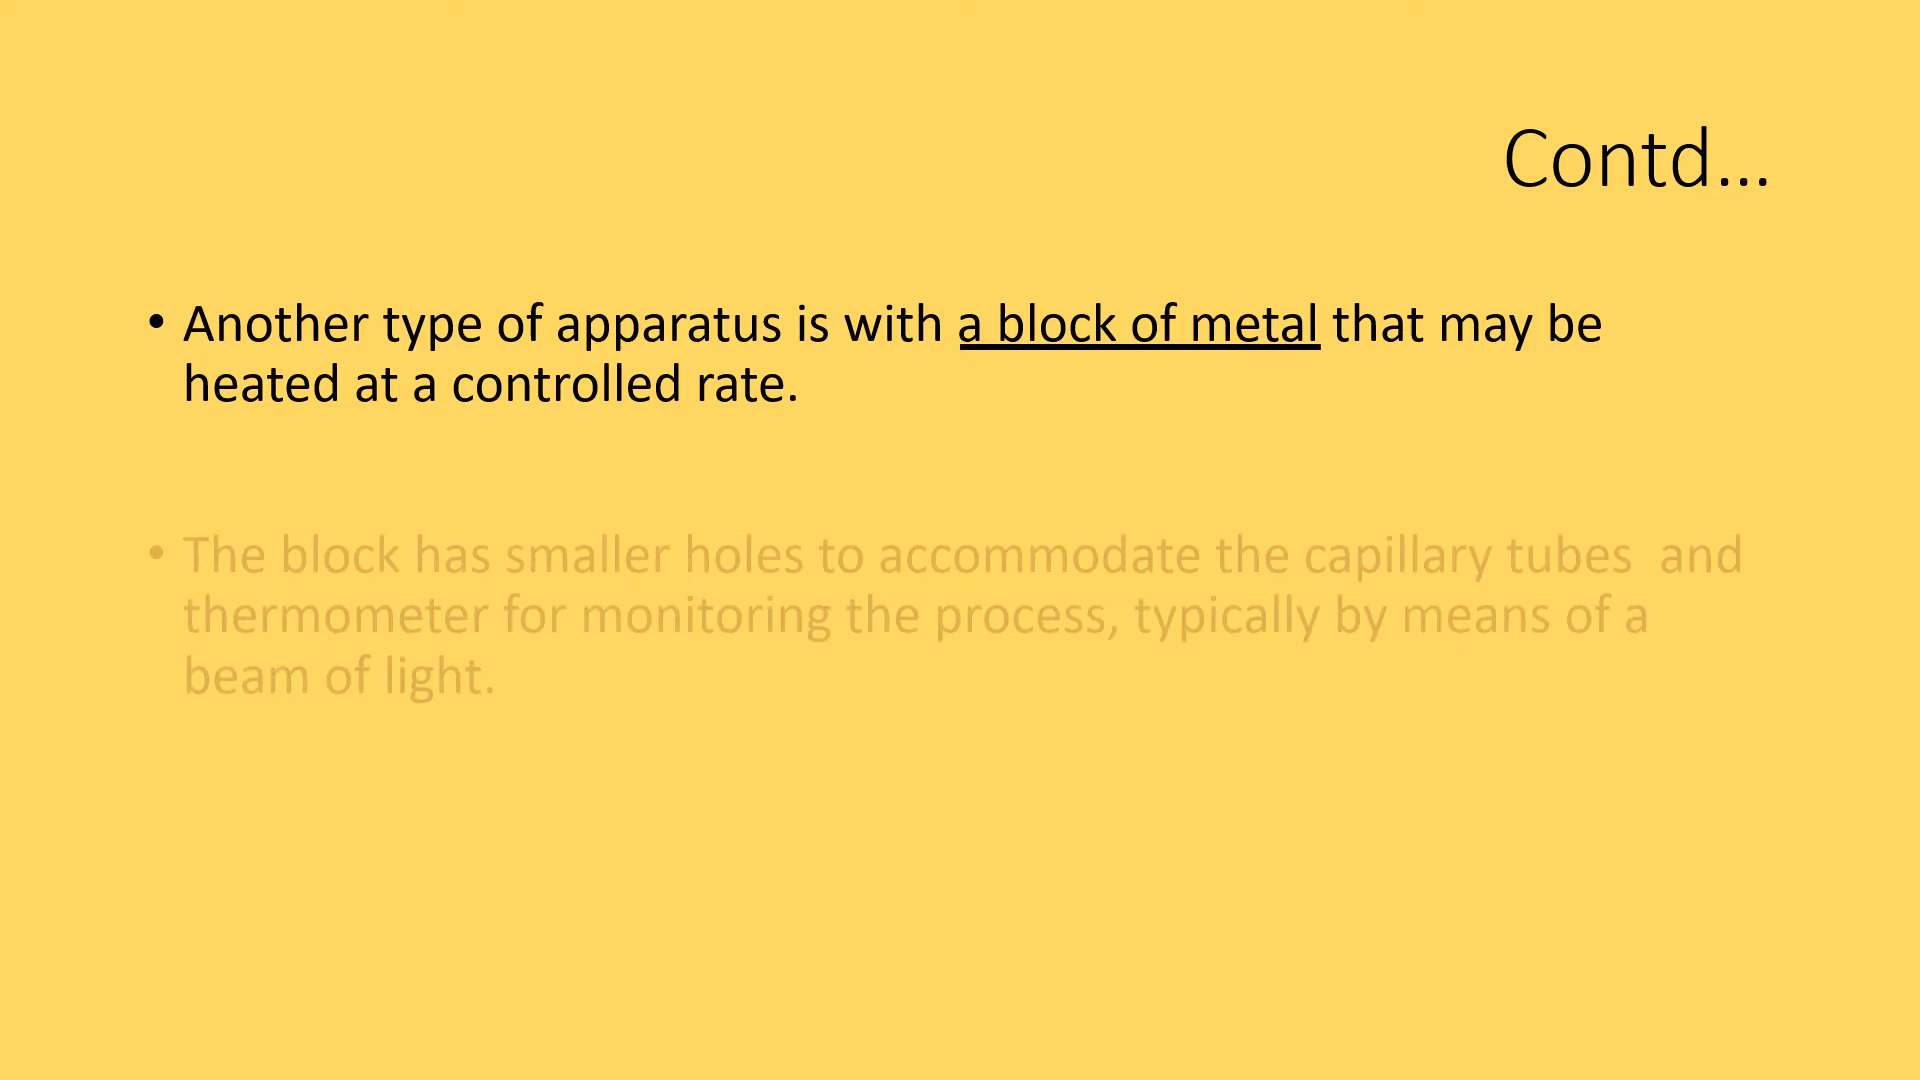 Contd...
• Another type of apparatus is with a block of metal that may be
heated at a controlled rate.
• The block has smaller holes to accommodate the capillary tubes  and
thermometer for monitoring the process, typically by means of a
beam of light.